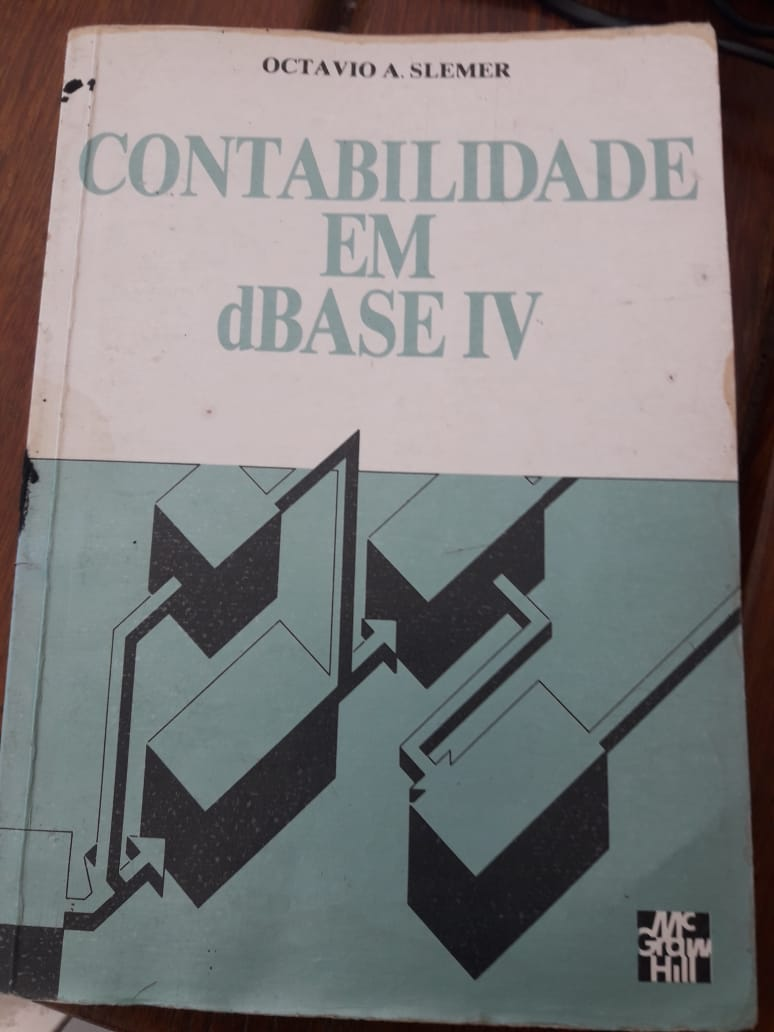 OCTAVIO A. SLEMER
CONTABILIDADE
EM
dBASE IV
Mc
Graw
Hill